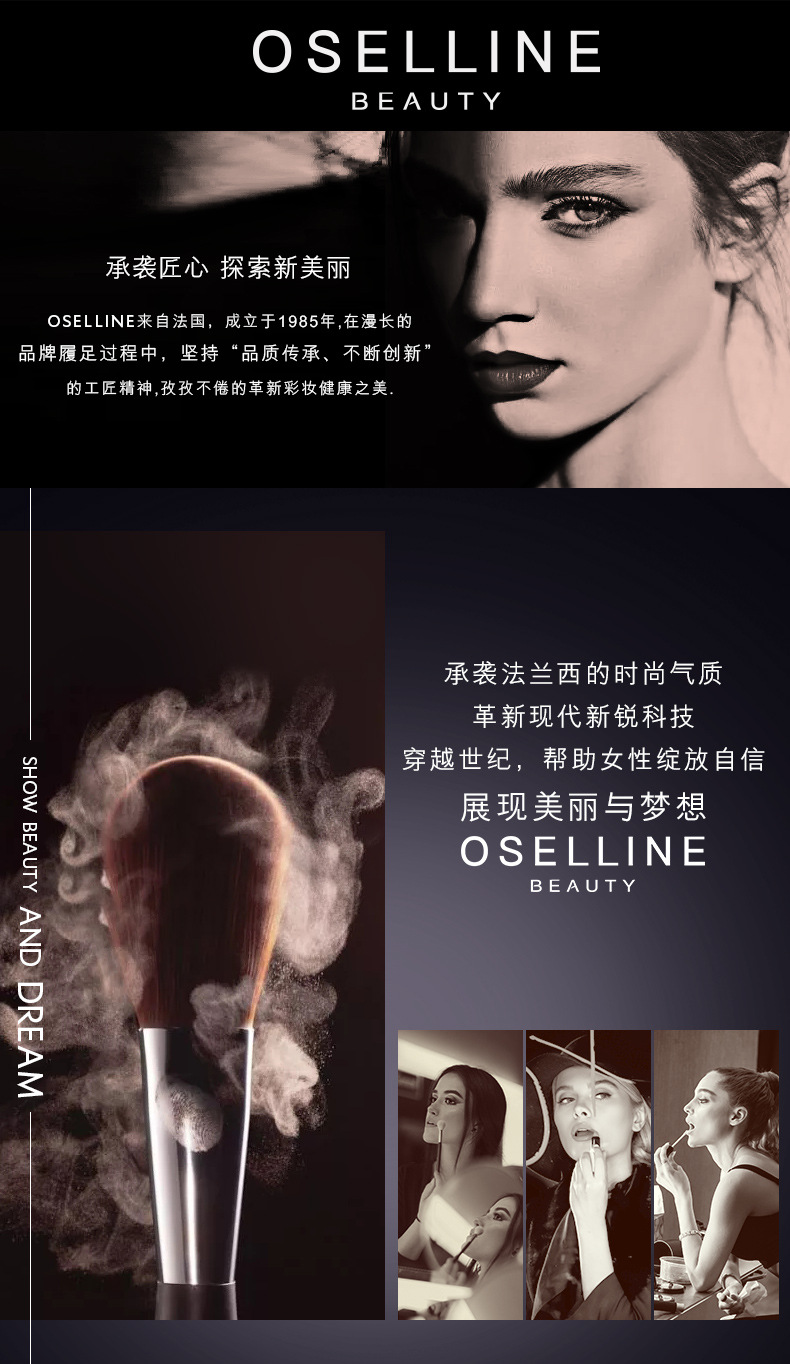 OSELLINE
BEAUTY
承袭匠心 探索新美丽
OSELLINE来自法国，成立于1985年,在漫长的
品牌履足过程中，坚持“品质传承、不断创新”
的工匠精神,孜孜不倦的革新彩妆健康之美.
承袭法兰西的时尚气质
革新现代新锐科技
穿越世纪，帮助女性绽放自信
展现美丽与梦想
OSELLINE
BEAUTY
SHOW BEAUTY AND DREAM